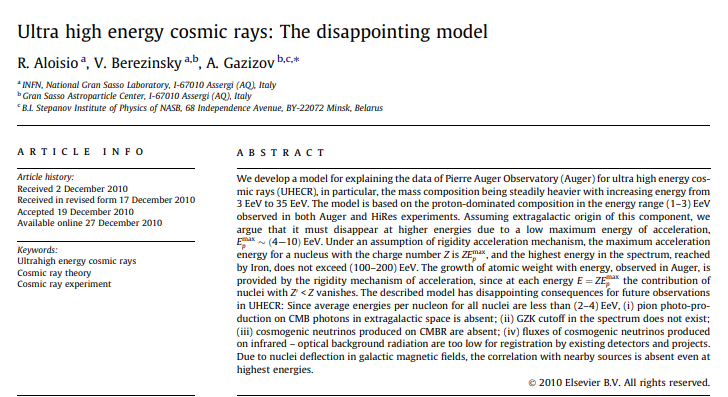 Ultra high energy cosmic rays: The disappointing model
R. Aloisio a, V. Berezinsky a,b, A. Gazizov b,c,*
a INFN, National Gran Sasso Laboratory, I-67010 Assergi (AQ), Italy
b Gran Sasso Astroparticle Center, I-67010 Assergi (AQ), Italy
c B.I. Stepanov Institute of Physics of NASB, 68 Independence Avenue, BY-22072 Minsk, Belarus
ARTICLE INFO
Article history:
Received 2 December 2010
Received in revised form 17 December 2010
Accepted 19 December 2010
Available online 27 December 2010
Keywords:
Ultrahigh energy cosmic rays
Cosmic ray theory
Cosmic ray experiment
ABSTRACT
We develop a model for explaining the data of Pierre Auger Observatory (Auger) for ultra high energy cos-
mic rays (UHECR), in particular, the mass composition being steadily heavier with increasing energy from
3 EeV to 35 EeV. The model is based on the proton-dominated composition in the energy range (1–3) EeV
observed in both Auger and HiRes experiments. Assuming extragalactic origin of this component, we
argue that it must disappear at higher energies due to a low maximum energy of acceleration,
E_p^max ∼ (4–10) EeV. Under an assumption of rigidity acceleration mechanism, the maximum acceleration
energy for a nucleus with the charge number Z is ZE_p^max, and the highest energy in the spectrum, reached
by Iron, does not exceed (100–200) EeV. The growth of atomic weight with energy, observed in Auger, is
provided by the rigidity mechanism of acceleration, since at each energy E = ZE_p^max the contribution of
nuclei with Z′ < Z vanishes. The described model has disappointing consequences for future observations
in UHECR: Since average energies per nucleon for all nuclei are less than (2–4) EeV, (i) pion photo-pro-
duction on CMB photons in extragalactic space is absent; (ii) GZK cutoff in the spectrum does not exist;
(iii) cosmogenic neutrinos produced on CMBR are absent; (iv) fluxes of cosmogenic neutrinos produced
on infrared – optical background radiation are too low for registration by existing detectors and projects.
Due to nuclei deflection in galactic magnetic fields, the correlation with nearby sources is absent even at
highest energies.
© 2010 Elsevier B.V. All rights reserved.